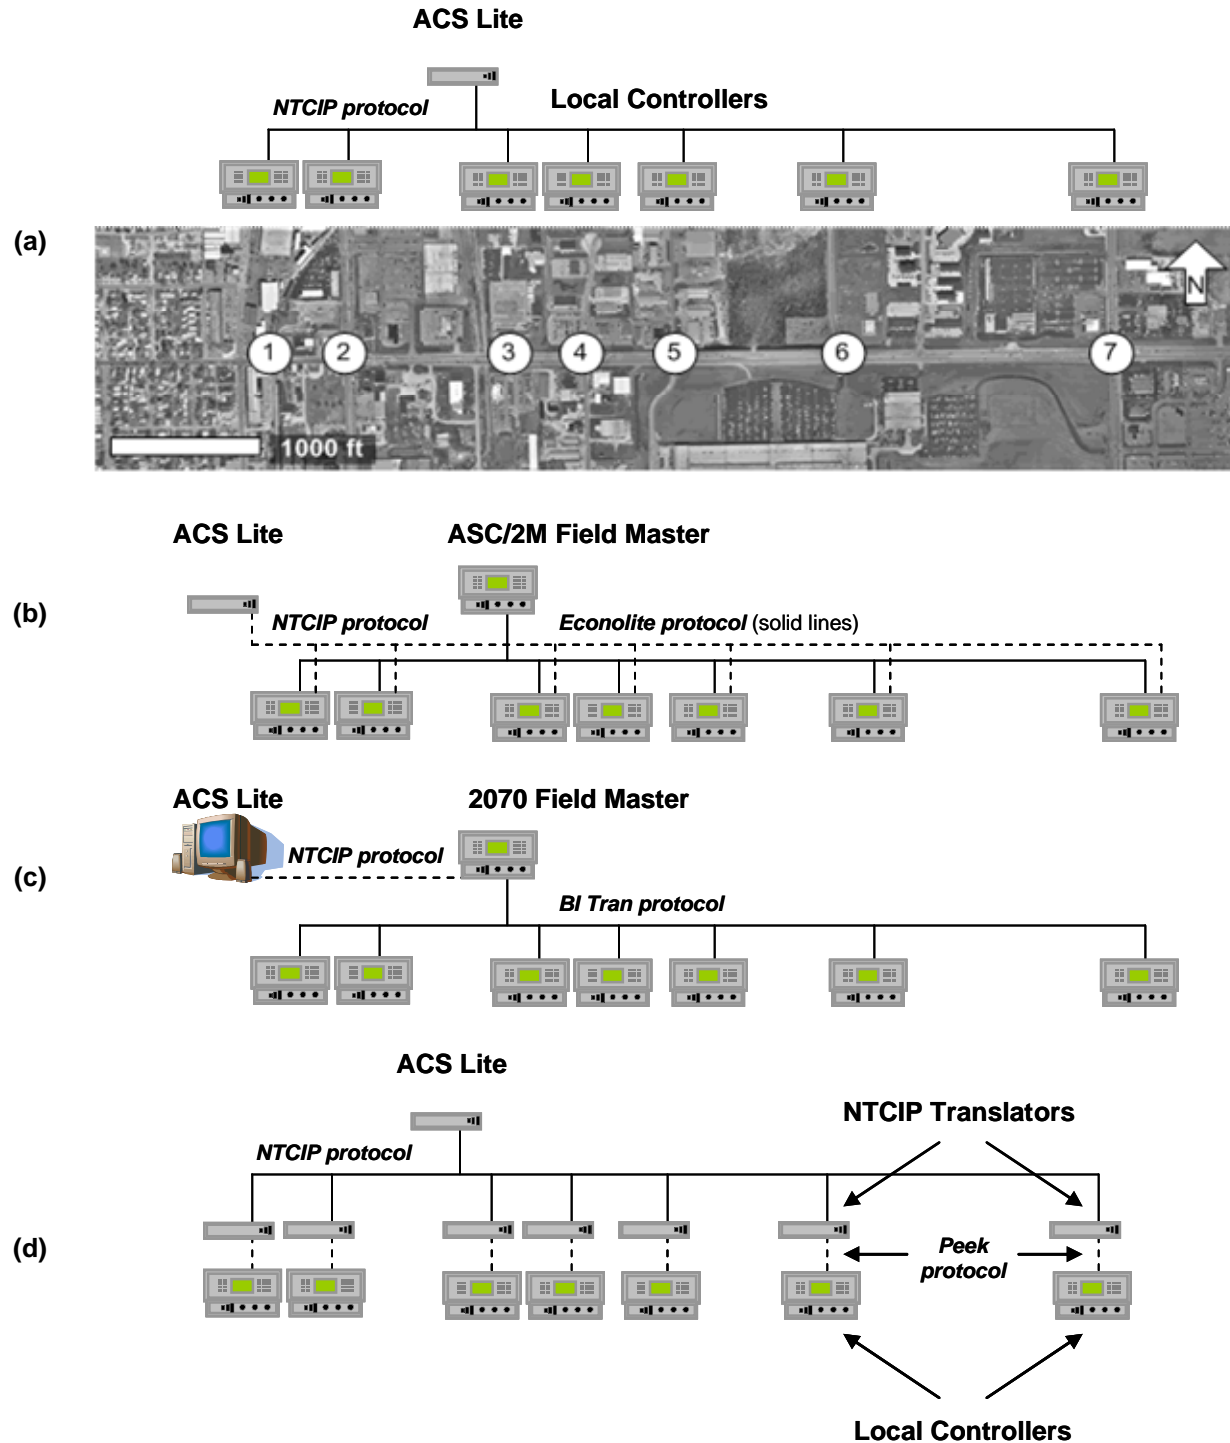 ACS Lite
NTCIP protocol
Local Controllers
(a)
N
1 2 3 4 5 6 7
1000 ft
ACS Lite
ASC/2M Field Master
(b)
NTCIP protocol
Econolite protocol (solid lines)
ACS Lite
2070 Field Master
(c)
NTCIP protocol
BI Tran protocol
ACS Lite
NTCIP Translators
NTCIP protocol
(d)
Peek
protocol
Local Controllers